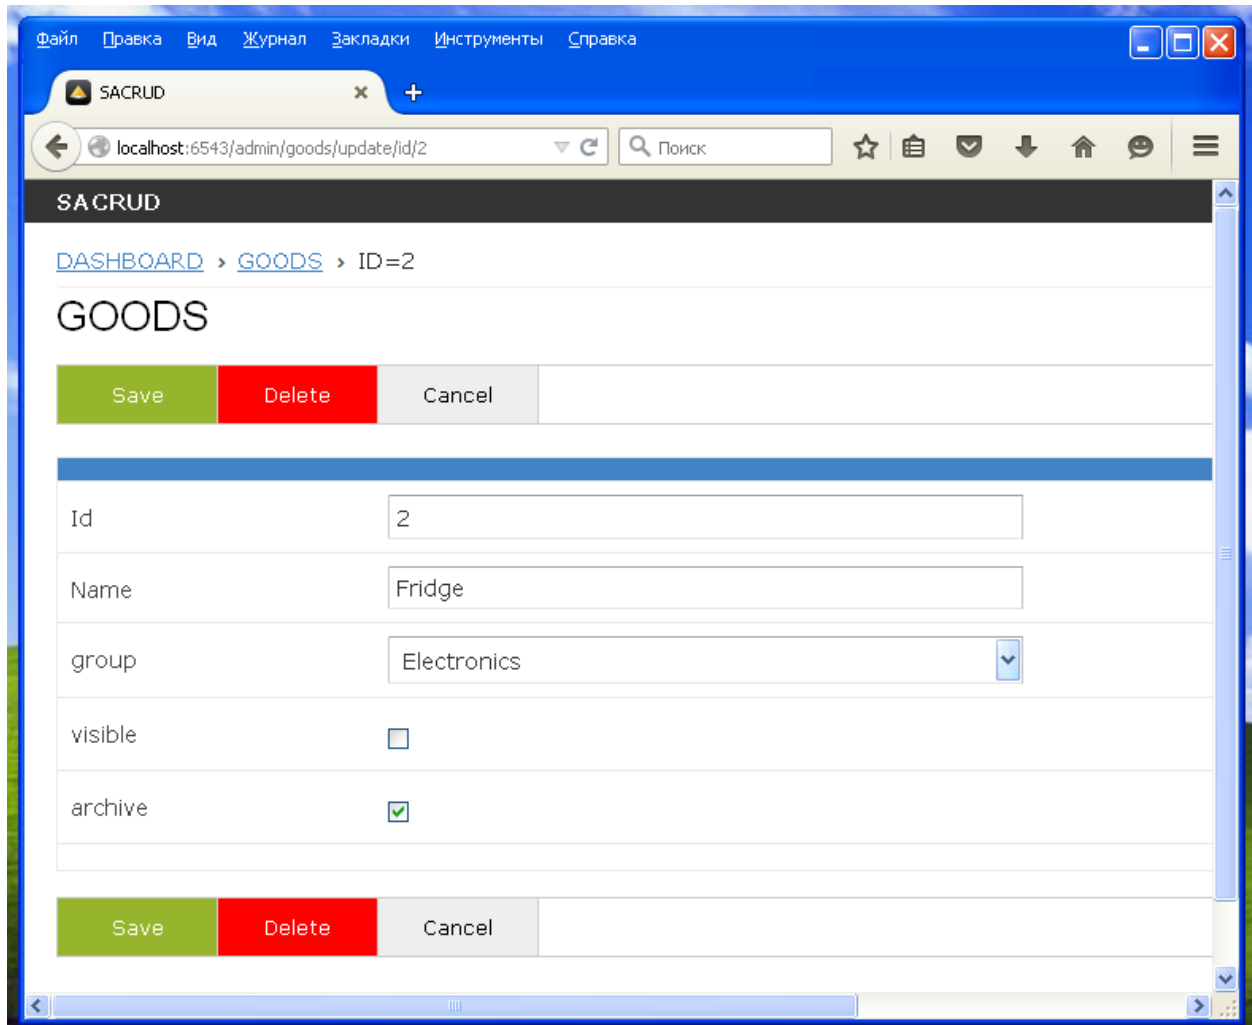 Файл Правка Вид Журнал Закладки Инструменты Справка
SACRUD
localhost:6543/admin/goods/update/id/2 Поиск
SACRUD
DASHBOARD › GOODS › ID=2
GOODS
Save Delete Cancel
Id 2
Name Fridge
group Electronics
visible
archive
Save Delete Cancel